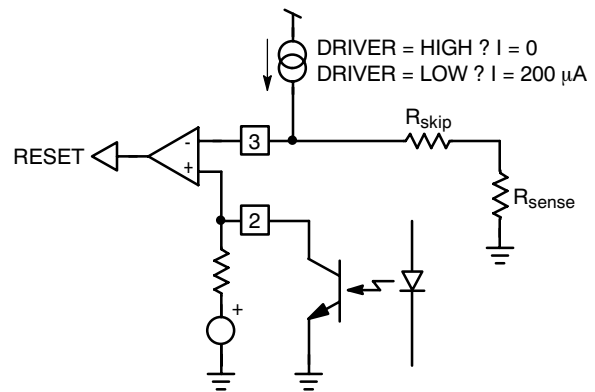 DRIVER = HIGH ? I = 0
DRIVER = LOW ? I = 200 μA
Rskip
3
-
RESET
+
Rsense
2
+